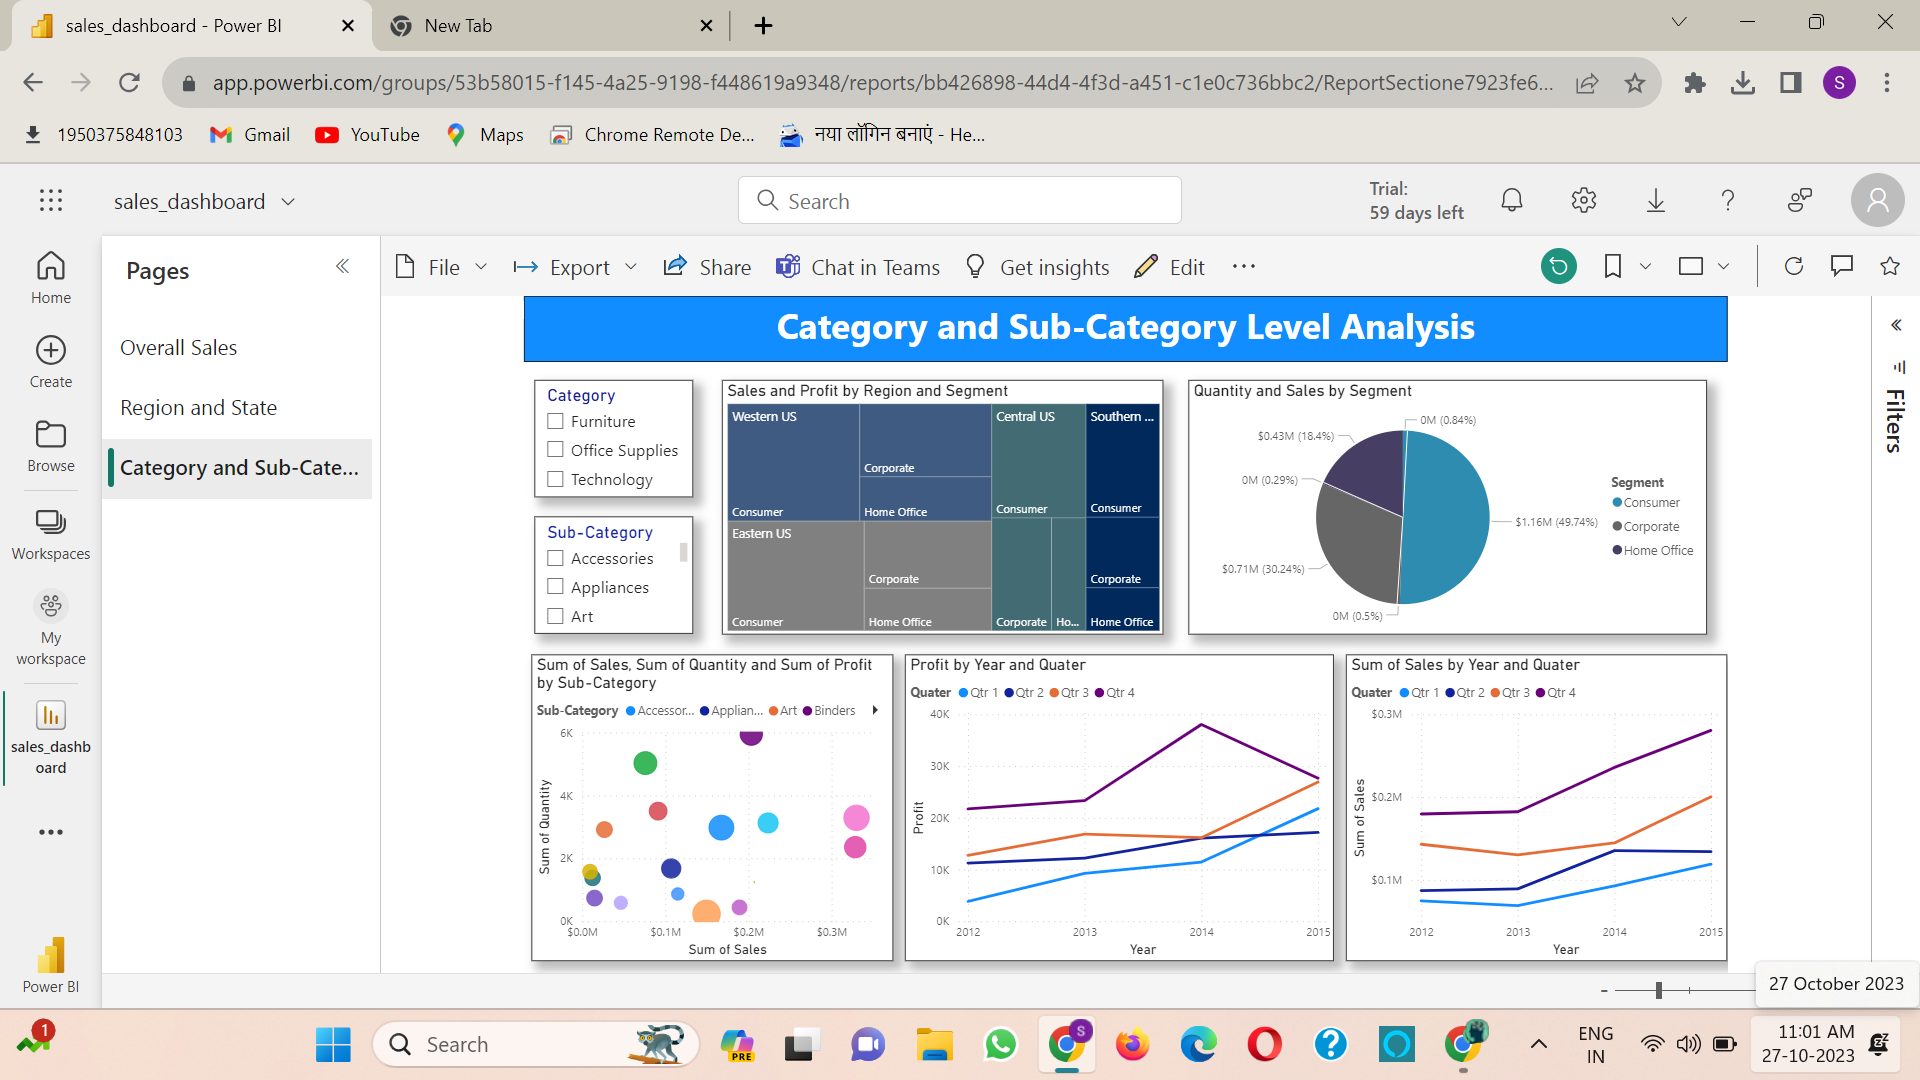 sales_dashboard - Power BI
New Tab
app.powerbi.com/groups/53b58015-f145-4a25-9198-f448619a9348/reports/bb426898-44d4-4f3d-a451-c1e0c736bbc2/ReportSectione7923fe6...
S
1950375848103
Gmail
YouTube
Maps
Chrome Remote De...
नया लॉगिन बनाएं - He...
sales_dashboard
Search
Trial:
59 days left
Home
Create
Browse
Workspaces
My
workspace
sales_dashb
oard
Power BI
Pages
Overall Sales
Region and State
Category and Sub-Cate...
File
Export
Share
Chat in Teams
Get insights
Edit
Filters
Category and Sub-Category Level Analysis
Category
Furniture
Office Supplies
Technology
Sub-Category
Accessories
Appliances
Art
Sales and Profit by Region and Segment
Western US
Consumer
Corporate
Home Office
Eastern US
Consumer
Corporate
Home Office
Central US
Consumer
Corporate
Ho...
Southern ...
Consumer
Corporate
Home Office
Quantity and Sales by Segment
0M (0.84%)
$0.43M (18.4%)
0M (0.29%)
$1.16M (49.74%)
$0.71M (30.24%)
0M (0.5%)
Segment
Consumer
Corporate
Home Office
Sum of Sales, Sum of Quantity and Sum of Profit
by Sub-Category
Sub-Category Accessor... Applian... Art Binders
Sum of Quantity
6K
4K
2K
0K
$0.0M $0.1M $0.2M $0.3M
Sum of Sales
Profit by Year and Quater
Quater Qtr 1 Qtr 2 Qtr 3 Qtr 4
Profit
40K
30K
20K
10K
0K
2012 2013 2014 2015
Year
Sum of Sales by Year and Quater
Quater Qtr 1 Qtr 2 Qtr 3 Qtr 4
Sum of Sales
$0.3M
$0.2M
$0.1M
2012 2013 2014 2015
Year
27 October 2023
1
Search
PRE
S
ENG
IN
11:01 AM
27-10-2023